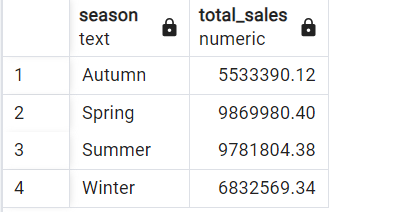 season total_sales
text numeric
1 Autumn 5533390.12
2 Spring 9869980.40
3 Summer 9781804.38
4 Winter 6832569.34